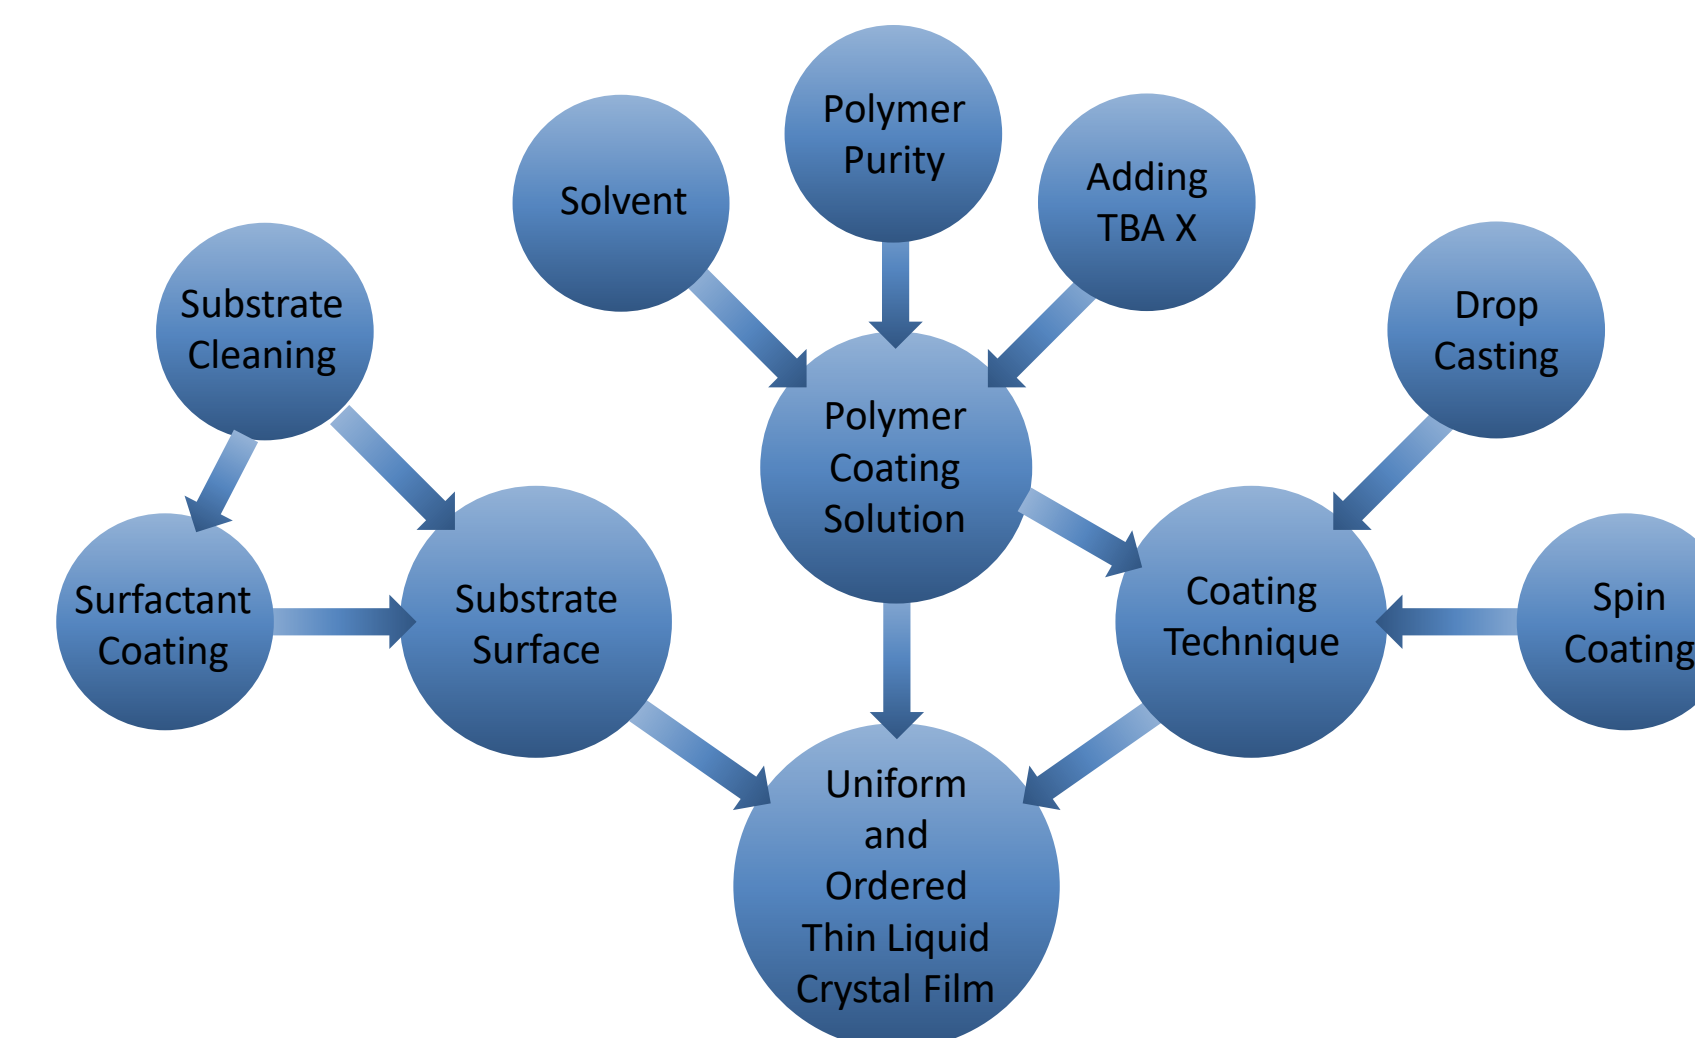 Polymer
Purity
Solvent
Adding
TBA X
Substrate
Cleaning
Drop
Casting
Polymer
Coating
Solution
Surfactant
Coating
Substrate
Surface
Coating
Technique
Spin
Coating
Uniform
and
Ordered
Thin Liquid
Crystal Film